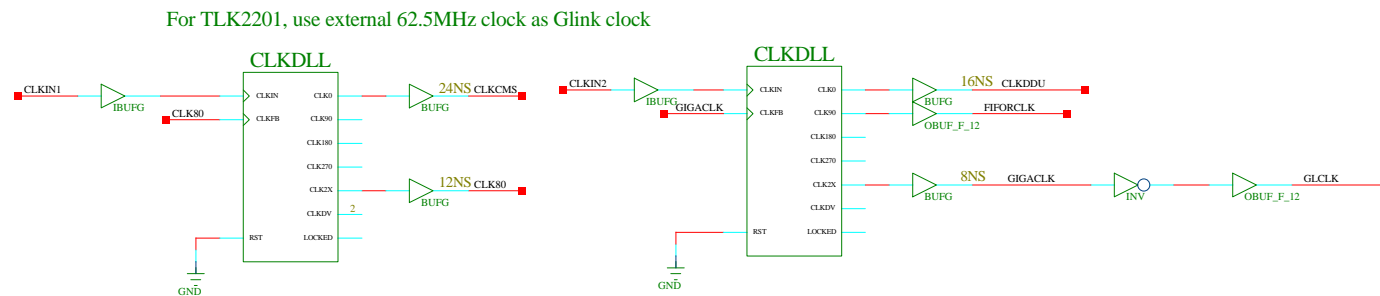 For TLK2201, use external 62.5MHz clock as Glink clock
CLKDLL
CLKIN1
IBUFG
CLK80
CLKIN
CLKFB
RST
GND
CLK0
CLK90
CLK180
CLK270
CLK2X
CLKDV
2
LOCKED
24NS CLKCMS
BUFG
12NS CLK80
BUFG
CLKDLL
CLKIN2
IBUFG
GIGACLK
CLKIN
CLKFB
RST
GND
CLK0
CLK90
CLK180
CLK270
CLK2X
CLKDV
LOCKED
16NS CLKDDU
BUFG
FIFORCLK
OBUF_F_12
8NS GIGACLK
BUFG
INV
GLCLK
OBUF_F_12